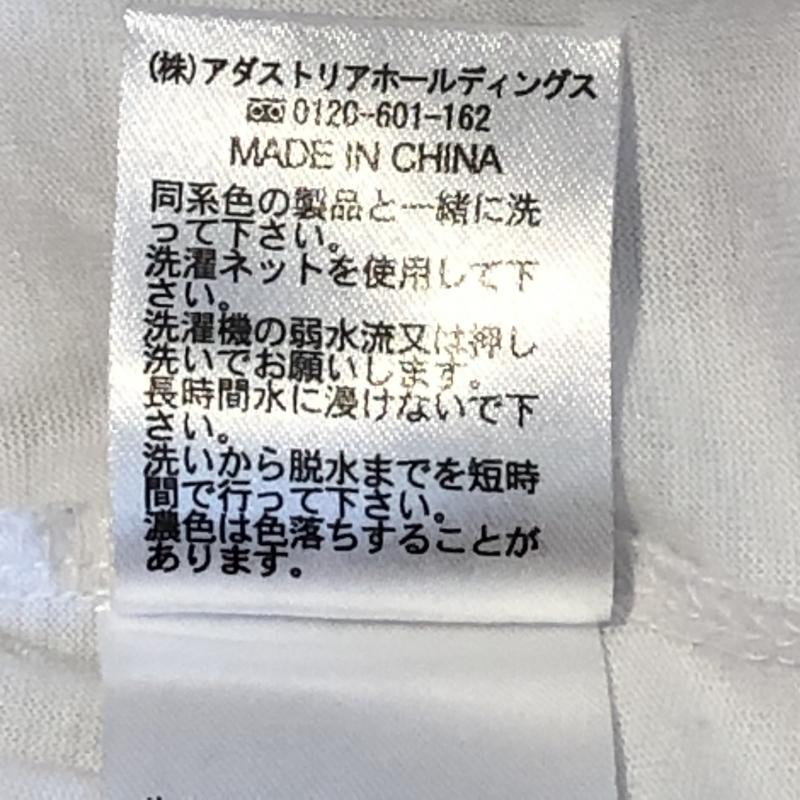 (株)アダストリアホールディングス
0120-601-162
MADE IN CHINA
同系色の製品と一緒に洗
って下さい。
洗濯ネットを使用して下
さい。
洗濯機の弱水流又は押し
洗いでお願いします。
長時間水に浸けないで下
さい。
洗いから脱水までを短時
間で行って下さい。
濃色は色落ちすることが
あります。